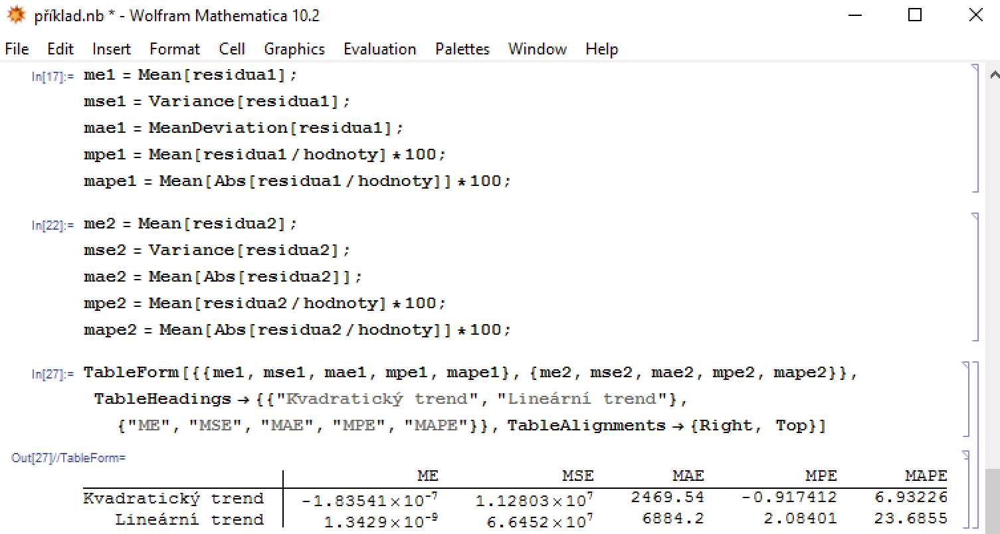 příklad.nb * - Wolfram Mathematica 10.2
File Edit Insert Format Cell Graphics Evaluation Palettes Window Help
In[17]:= me1 = Mean[residua1];
mse1 = Variance[residua1];
mae1 = MeanDeviation[residua1];
mpe1 = Mean[residua1 / hodnoty] * 100;
mape1 = Mean[Abs[residua1 / hodnoty]] * 100;
In[22]:= me2 = Mean[residua2];
mse2 = Variance[residua2];
mae2 = Mean[Abs[residua2]];
mpe2 = Mean[residua2 / hodnoty] * 100;
mape2 = Mean[Abs[residua2 / hodnoty]] * 100;
In[27]:= TableForm[{{me1, mse1, mae1, mpe1, mape1}, {me2, mse2, mae2, mpe2, mape2}},
TableHeadings → {{"Kvadratický trend", "Lineární trend"},
{"ME", "MSE", "MAE", "MPE", "MAPE"}}, TableAlignments → {Right, Top}]
Out[27]//TableForm=
ME MSE MAE MPE MAPE
Kvadratický trend -1.83541×10⁻⁷ 1.12803×10⁷ 2469.54 -0.917412 6.93226
Lineární trend 1.3429×10⁻⁹ 6.6452×10⁷ 6884.2 2.08401 23.6855